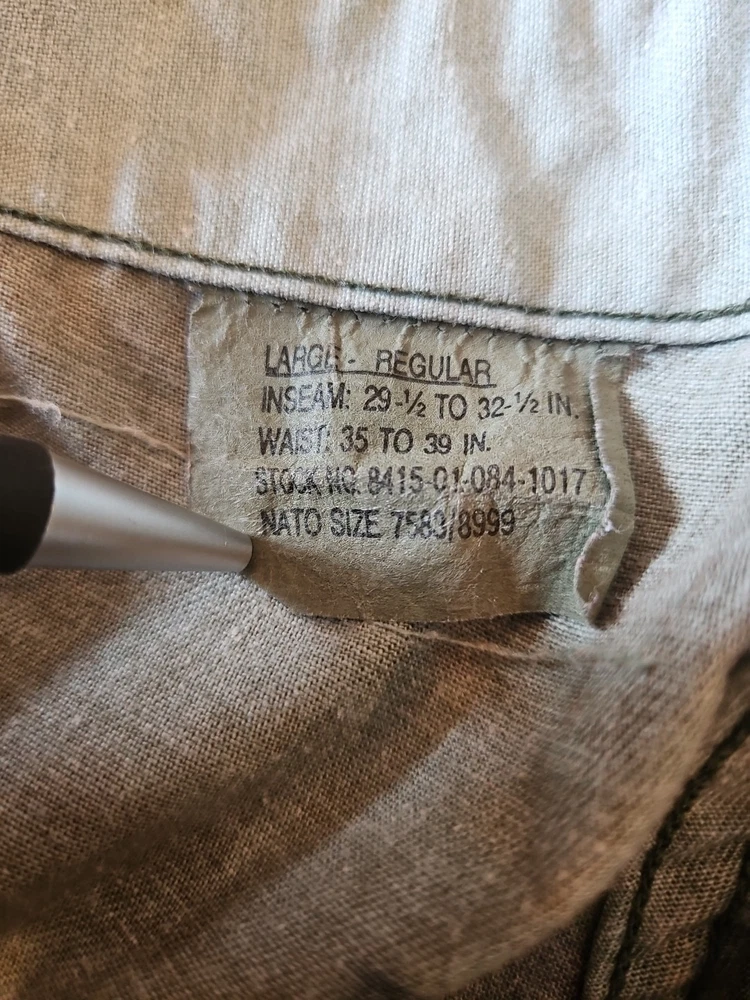 LARGE - REGULAR
INSEAM: 29-½ TO 32-½ IN.
WAIST: 35 TO 39 IN.
STOCK NO. 8415-01-084-1017
NATO SIZE 7583/8999